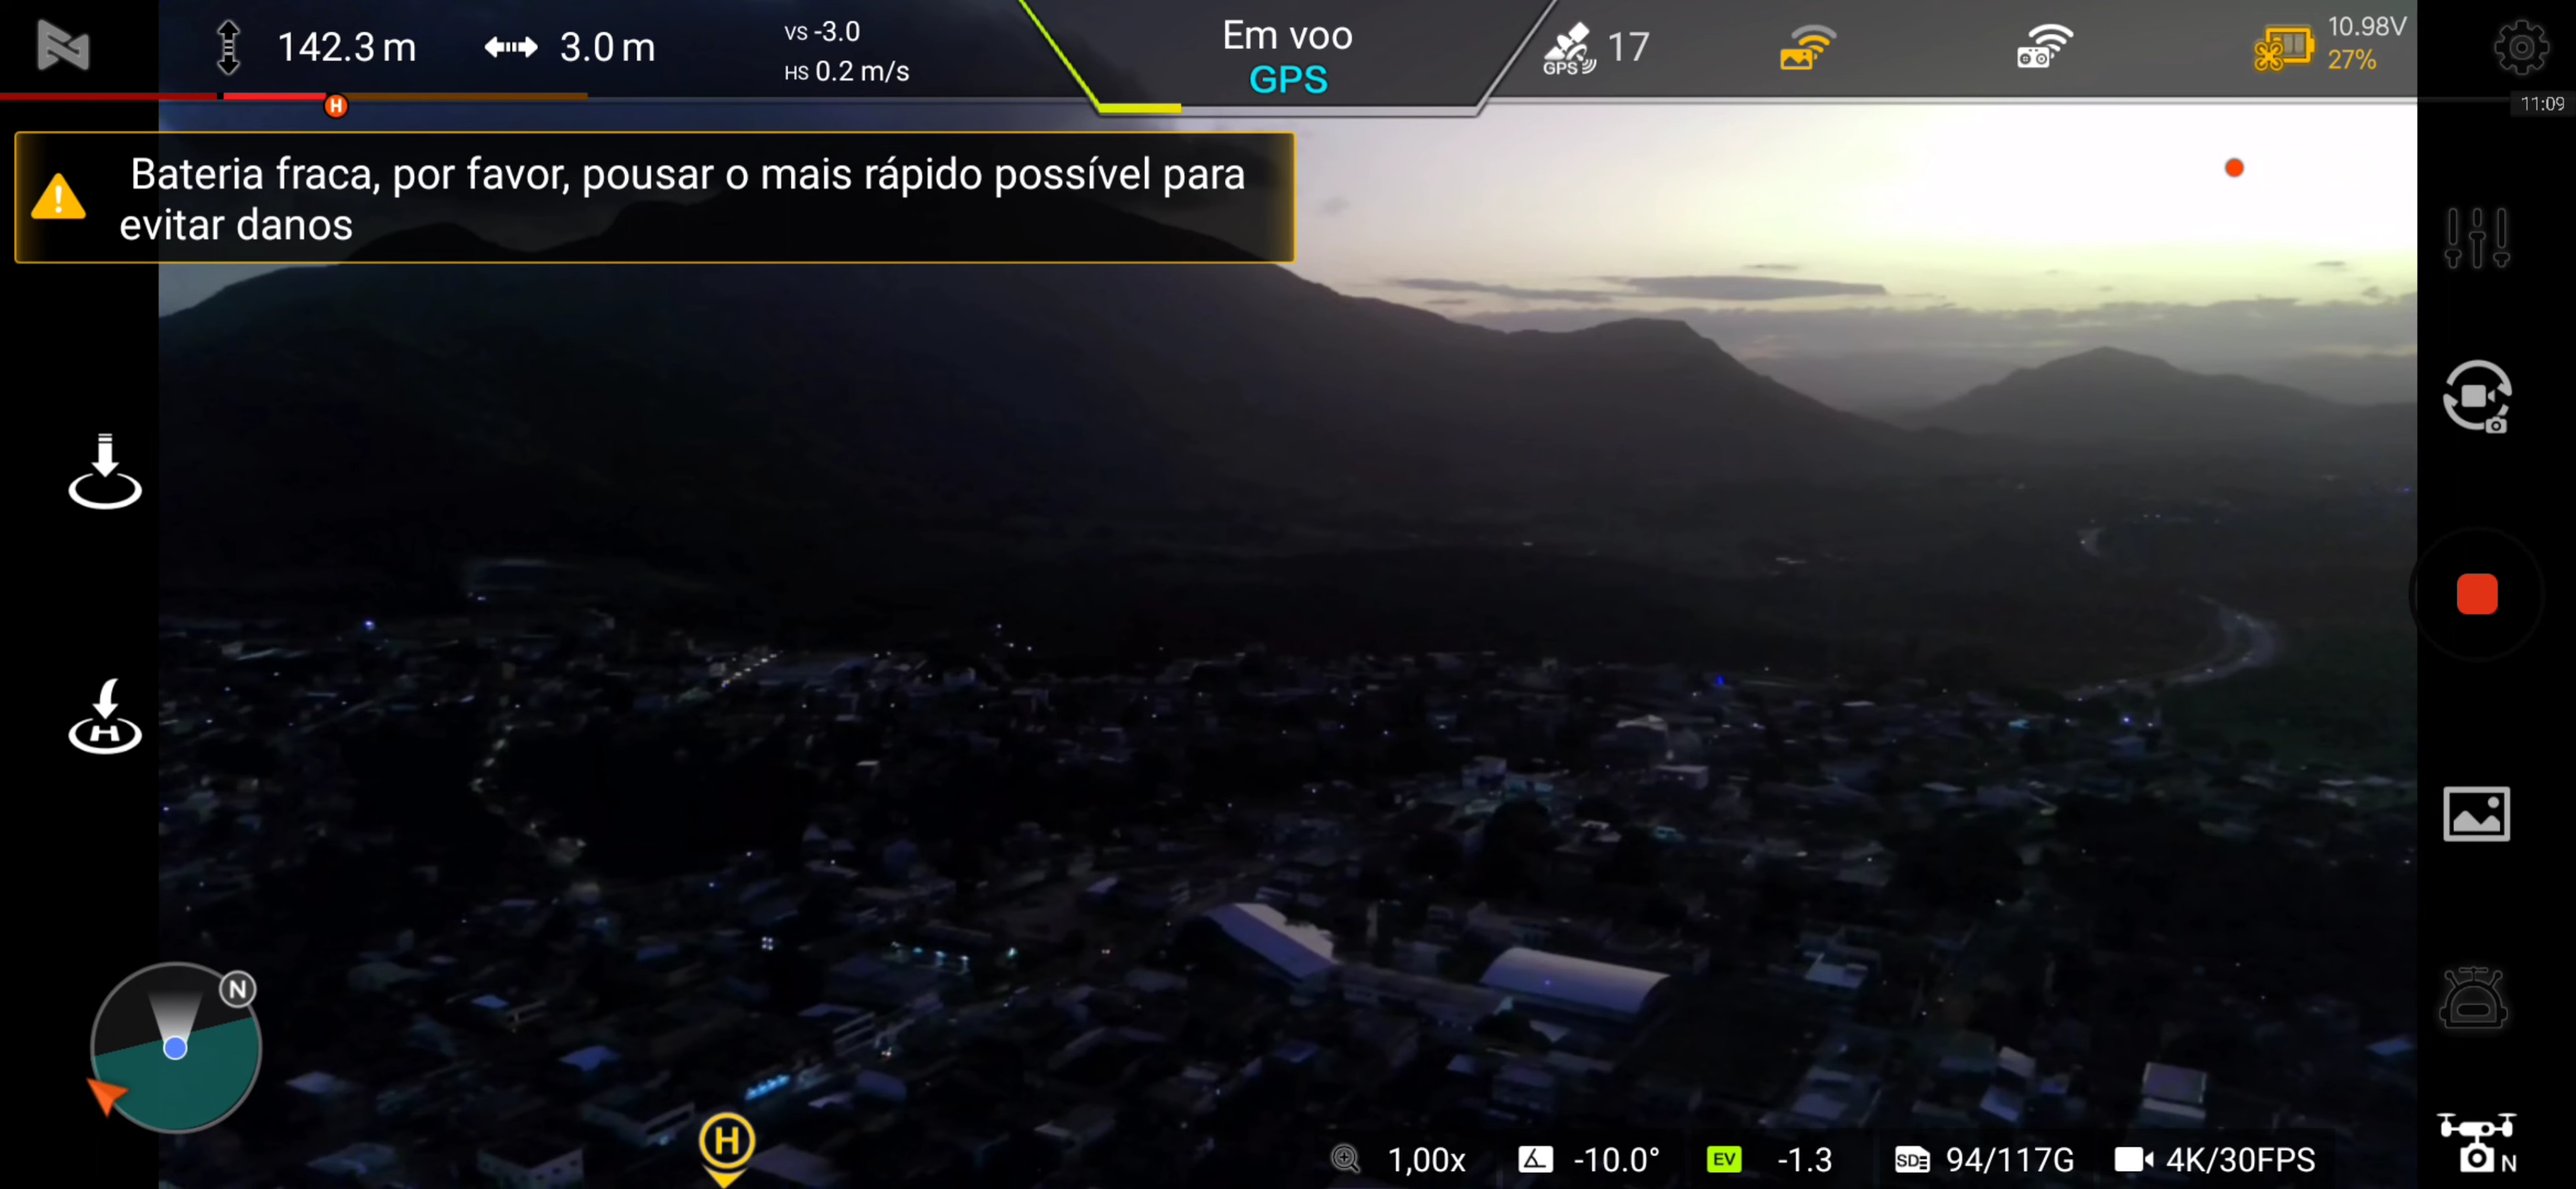 142.3 m
3.0 m
VS -3.0
HS 0.2 m/s
Em voo
GPS
GPS
17
10.98V
27%
11:09
H
Bateria fraca, por favor, pousar o mais rápido possível para
evitar danos
H
N
H
1,00x
-10.0°
EV
-1.3
SD
94/117G
4K/30FPS
N